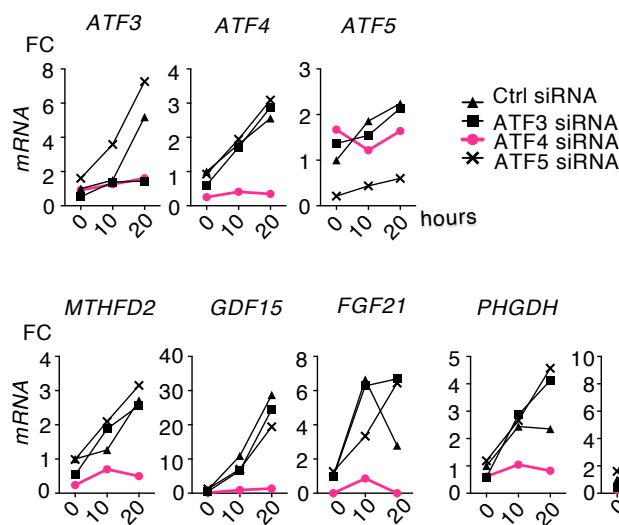 ATF3 ATF4 ATF5
FC
mRNA
8 6 4 2 0
0 10 20
4 3 2 1 0
0 10 20
3 2 1 0
0 10 20
hours
Ctrl siRNA
ATF3 siRNA
ATF4 siRNA
ATF5 siRNA
MTHFD2 GDF15 FGF21 PHGDH
FC
mRNA
4 3 2 1 0
0 10 20
40 30 20 10 0
0 10 20
8 6 4 2 0
0 10 20
5 4 3 2 1 0
0 10 20
10 8 6 4 2 0
0